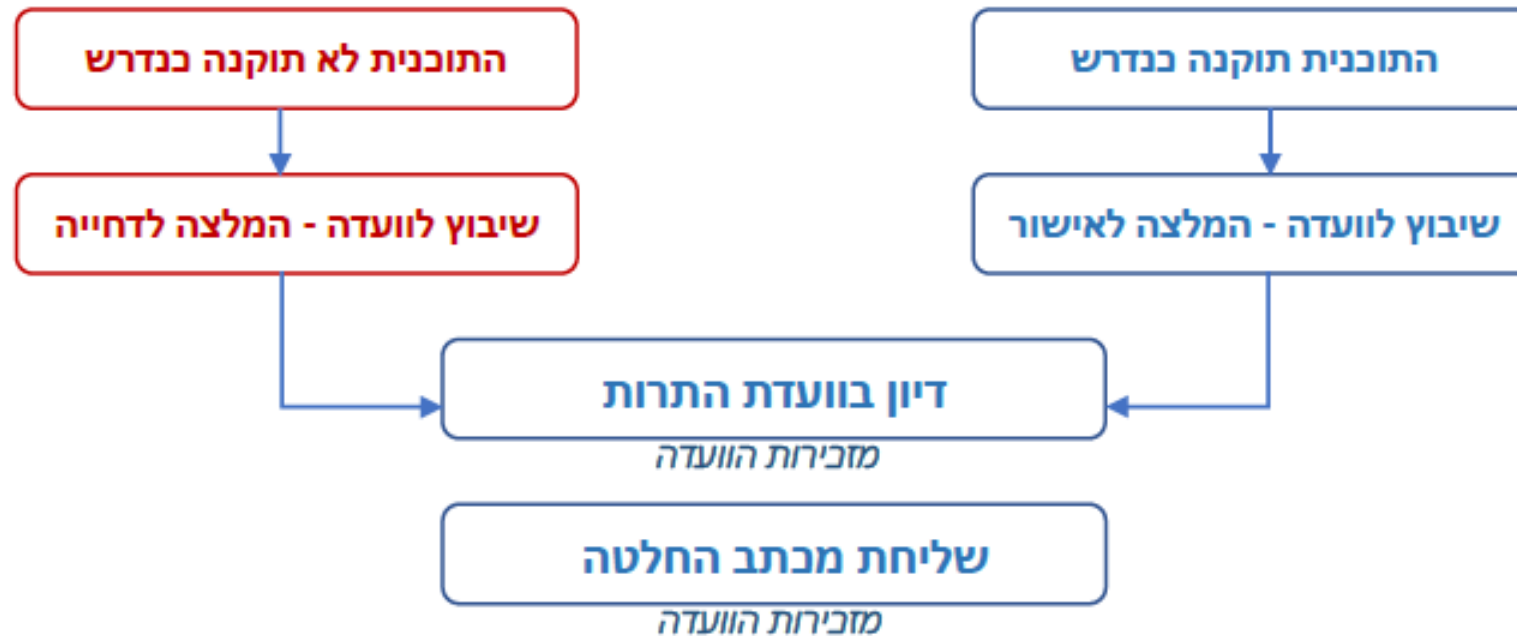 התוכנית תוקנה כנדרש
התוכנית לא תוקנה כנדרש
שיבוץ לוועדה - המלצה לאישור
שיבוץ לוועדה - המלצה לדחייה
דיון בוועדת התרות
מזכירות הוועדה
שליחת מכתב החלטה
מזכירות הוועדה